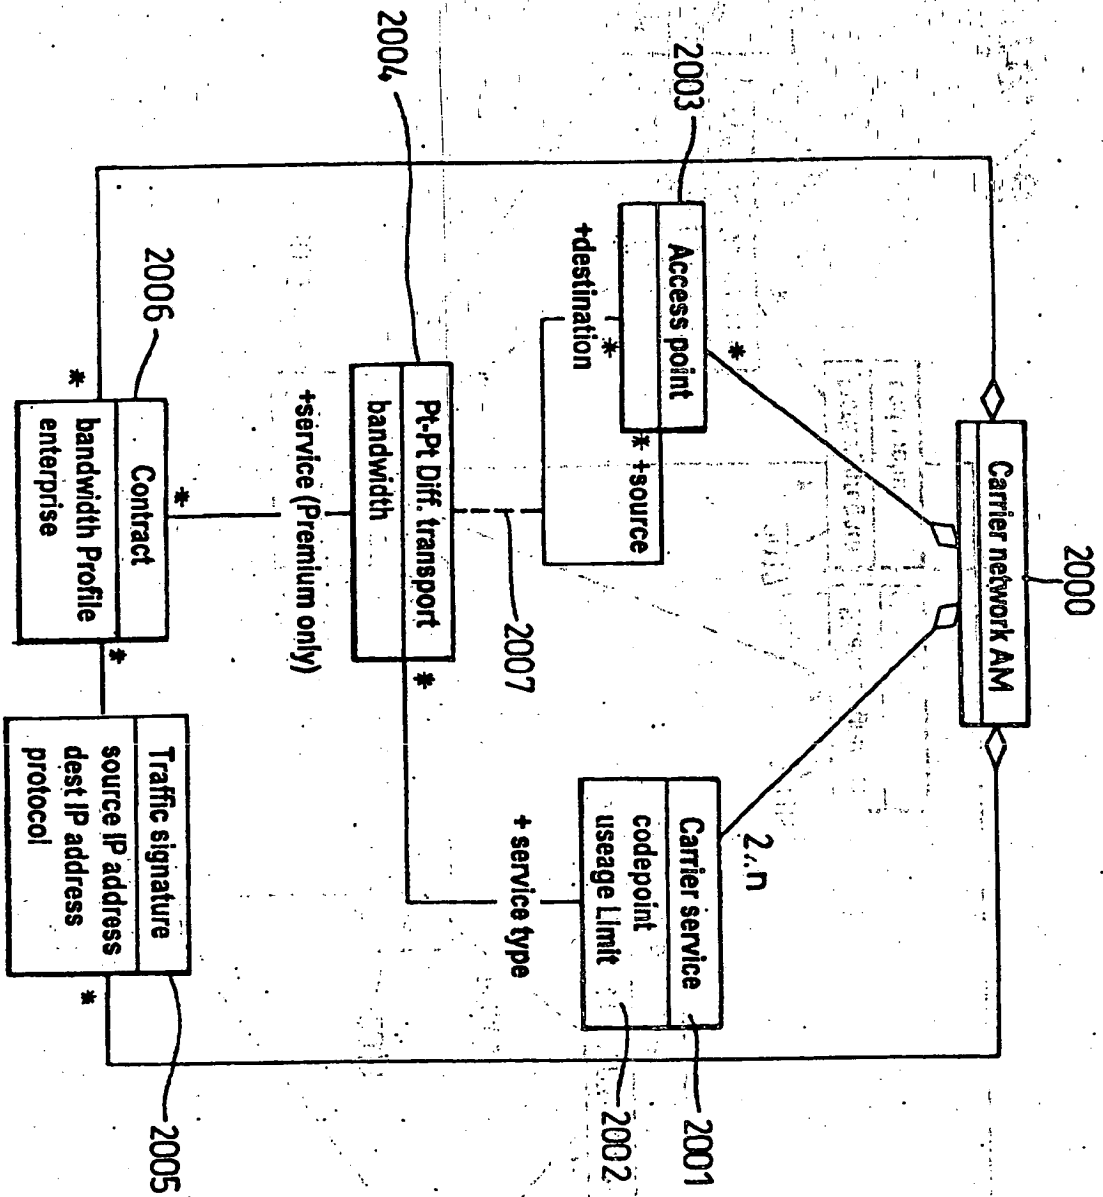 2000
Carrier network AM
2003
Access point
*
*
+destination
* +source
2..n
Carrier service
codepoint
useage Limit
2001
2002
+ service type
2007
2004
Pt-Pt Diff. transport
bandwidth
*
+service (Premium only)
2006
*
*
Contract
bandwidth Profile
enterprise
*
Traffic signature
source IP address
dest IP address
protocol
*
2005